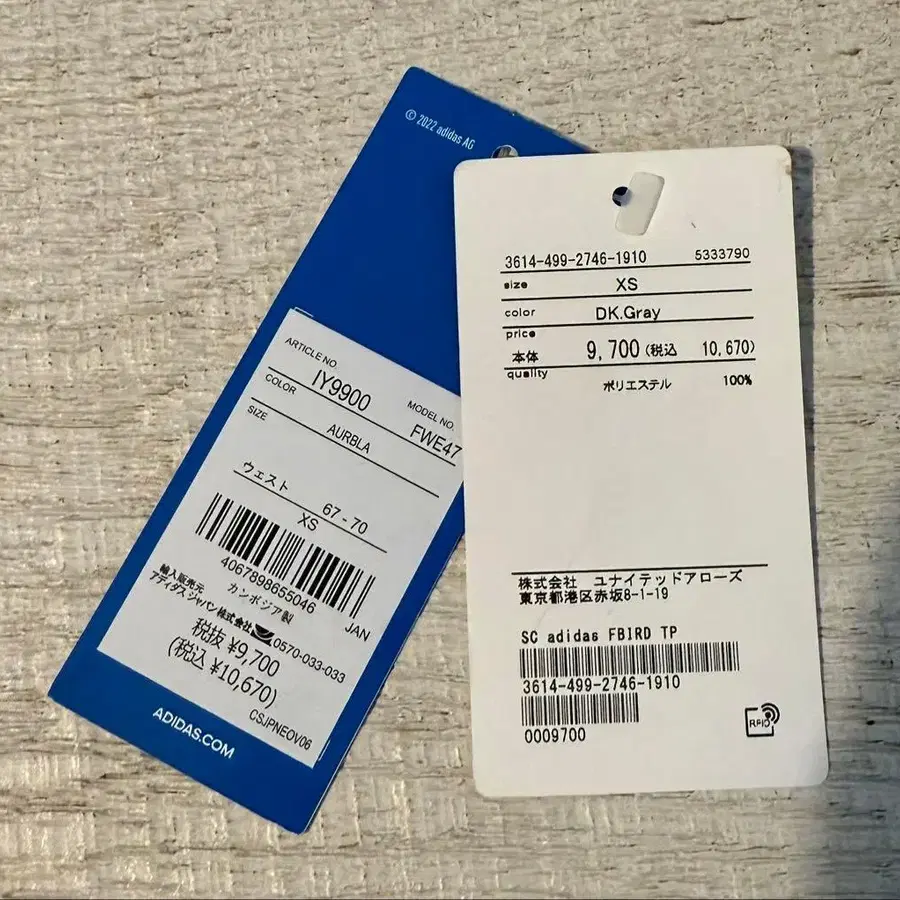 © 2022 adidas AG
ARTICLE NO.
IY9900
MODEL NO.
FWE47
COLOR
AURBLA
SIZE
ウェスト
67 - 70
XS
4067898655046
JAN
カンボジア製
輸入販売元
アディダス ジャパン株式会社
0570-033-033
税抜 ¥9,700
(税込 ¥10,670)
CSJPNEOV06
ADIDAS.COM
3614-499-2746-1910 5333790
size XS
color DK.Gray
price
本体 9,700 (税込 10,670)
quality
ポリエステル 100%
株式会社 ユナイテッドアローズ
東京都港区赤坂8-1-19
SC adidas FBIRD TP
3614-499-2746-1910
0009700
RFID